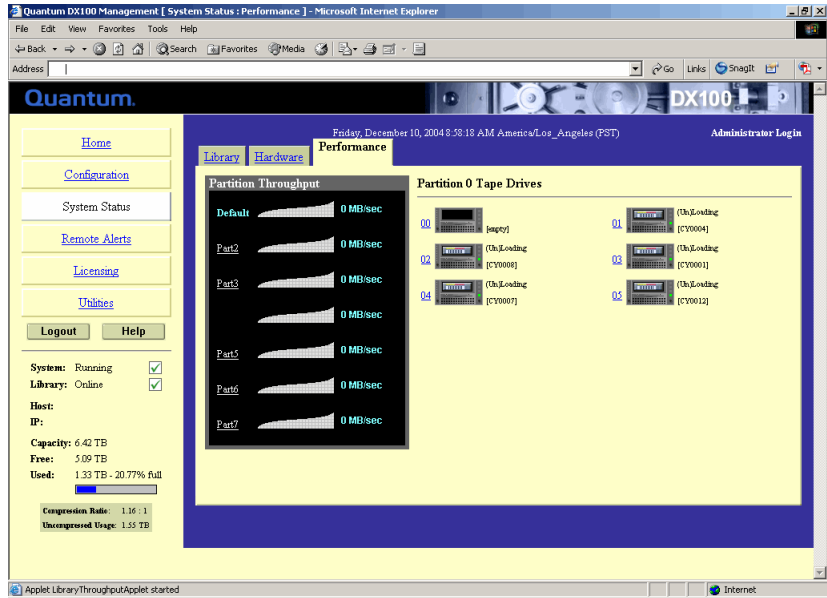 Quantum DX100 Management [ System Status : Performance ] - Microsoft Internet Explorer
File Edit View Favorites Tools Help
Back Search Favorites Media
Address Go Links SnagIt
Quantum. DX100
Friday, December 10, 2004 8:58:18 AM America/Los_Angeles (PST) Administrator Login
Home
Configuration
System Status
Remote Alerts
Licensing
Utilities
Logout Help
System: Running
Library: Online
Host:
IP:
Capacity: 6.42 TB
Free: 5.09 TB
Used: 1.33 TB - 20.77% full
Compression Ratio: 1.16 : 1
Uncompressed Usage: 1.55 TB
Library Hardware Performance
Partition Throughput
Default 0 MB/sec
Part2 0 MB/sec
Part3 0 MB/sec
0 MB/sec
Part5 0 MB/sec
Part6 0 MB/sec
Part7 0 MB/sec
Partition 0 Tape Drives
00 [empty]
01 (Un)Loading
[CY0004]
02 (Un)Loading
[CY0008]
03 (Un)Loading
[CY0001]
04 (Un)Loading
[CY0007]
05 (Un)Loading
[CY0012]
Applet LibraryThroughputApplet started Internet